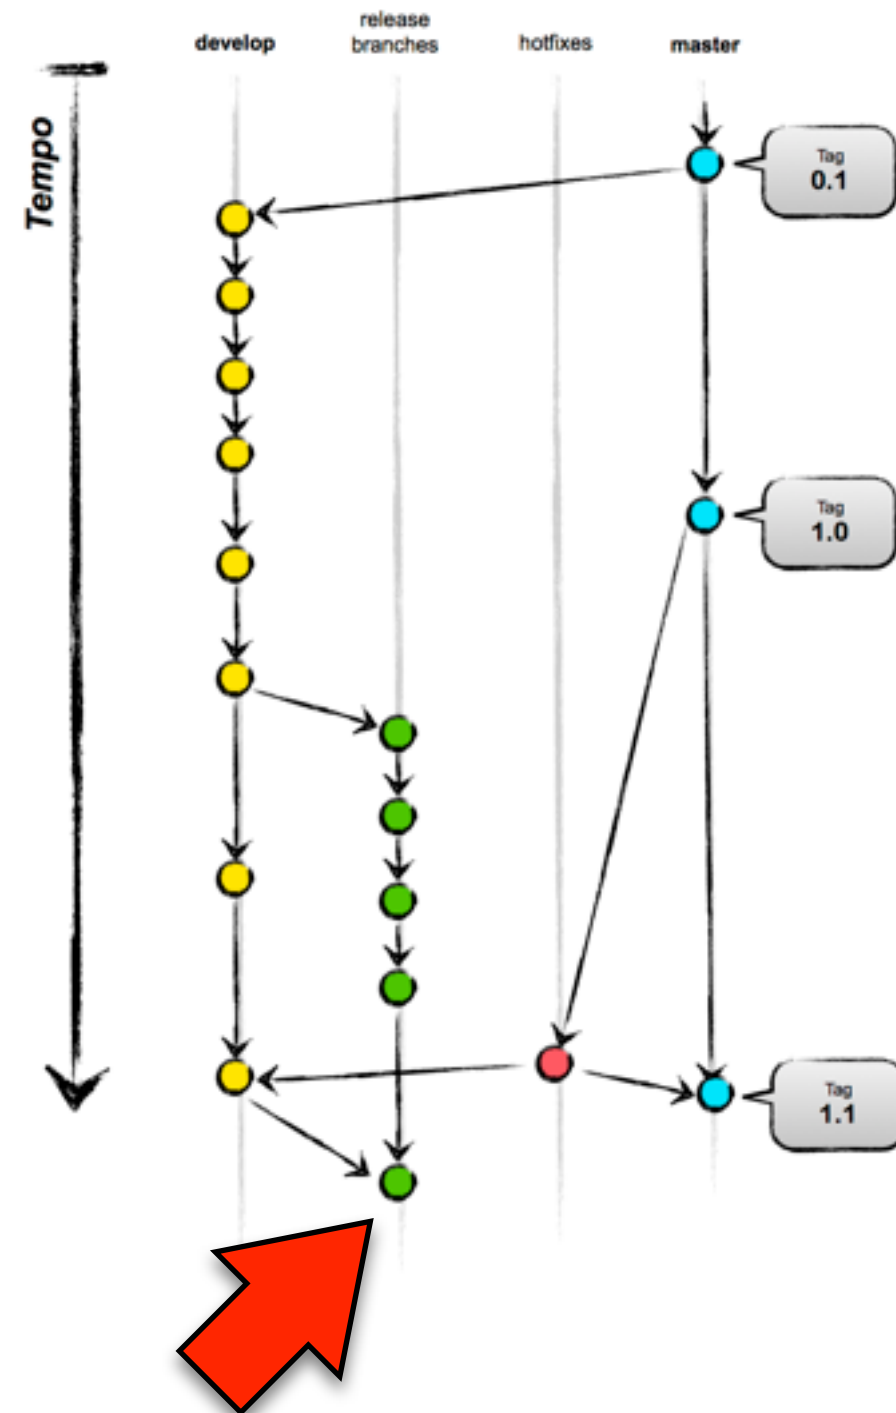 release
develop
branches
hotfixes
master
Tempo
Tag
0.1
Tag
1.0
Tag
1.1